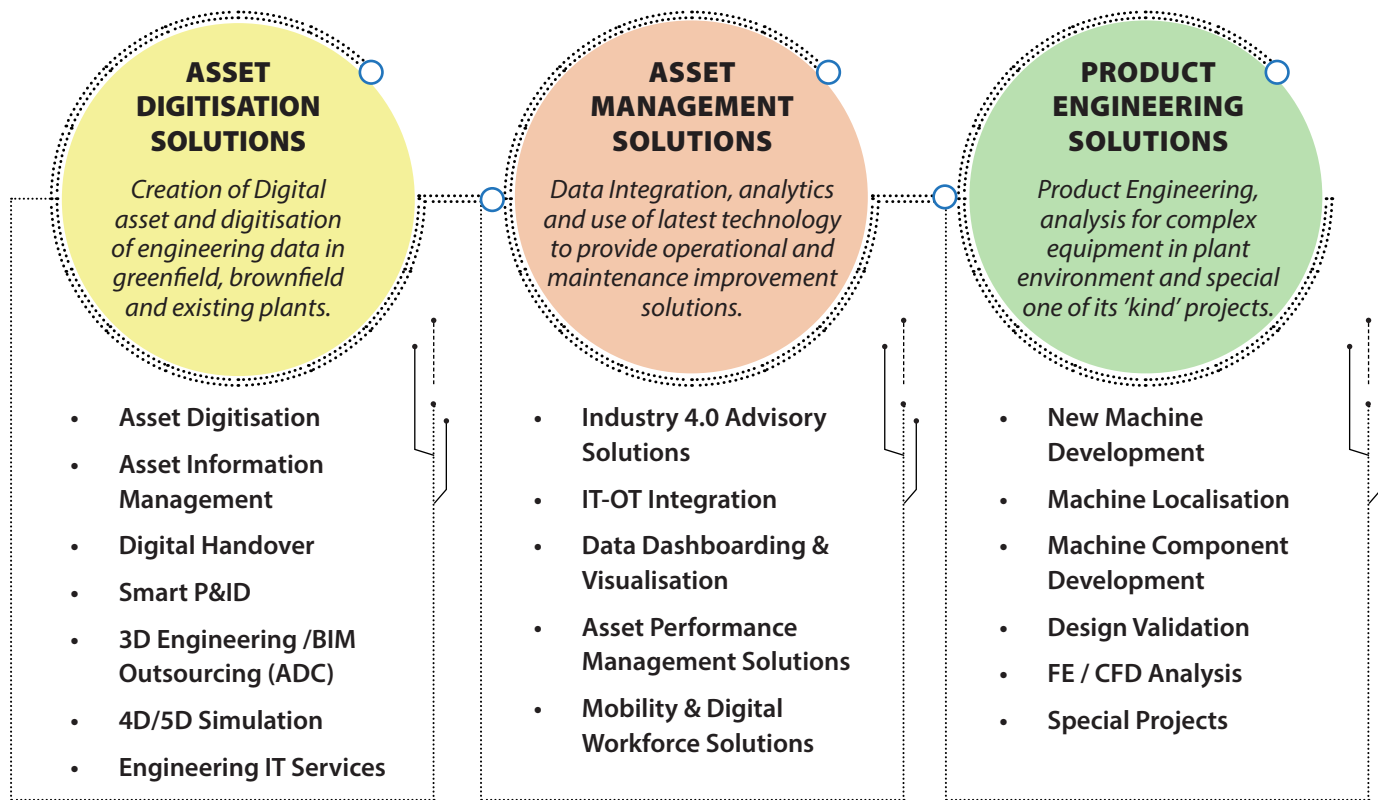 ASSET
DIGITISATION
SOLUTIONS
Creation of Digital
asset and digitisation
of engineering data in
greenfield, brownfield
and existing plants.
• Asset Digitisation
• Asset Information
Management
• Digital Handover
• Smart P&ID
• 3D Engineering /BIM
Outsourcing (ADC)
• 4D/5D Simulation
• Engineering IT Services
ASSET
MANAGEMENT
SOLUTIONS
Data Integration, analytics
and use of latest technology
to provide operational and
maintenance improvement
solutions.
• Industry 4.0 Advisory
Solutions
• IT-OT Integration
• Data Dashboarding &
Visualisation
• Asset Performance
Management Solutions
• Mobility & Digital
Workforce Solutions
PRODUCT
ENGINEERING
SOLUTIONS
Product Engineering,
analysis for complex
equipment in plant
environment and special
one of its ‘kind’ projects.
• New Machine
Development
• Machine Localisation
• Machine Component
Development
• Design Validation
• FE / CFD Analysis
• Special Projects